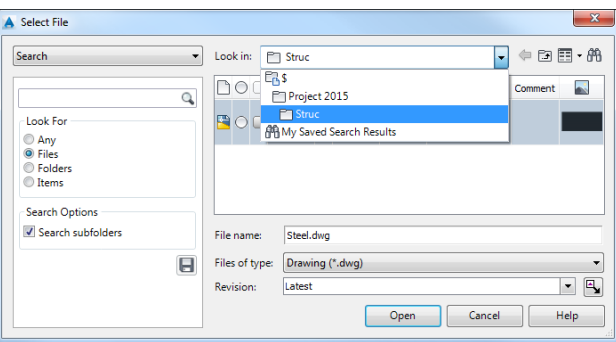 Select File
Search
Look in:
Struc
$
Project 2015
Struc
My Saved Search Results
Comment
Look For
Any
Files
Folders
Items
Search Options
Search subfolders
File name:
Steel.dwg
Files of type:
Drawing (*.dwg)
Revision:
Latest
Open
Cancel
Help